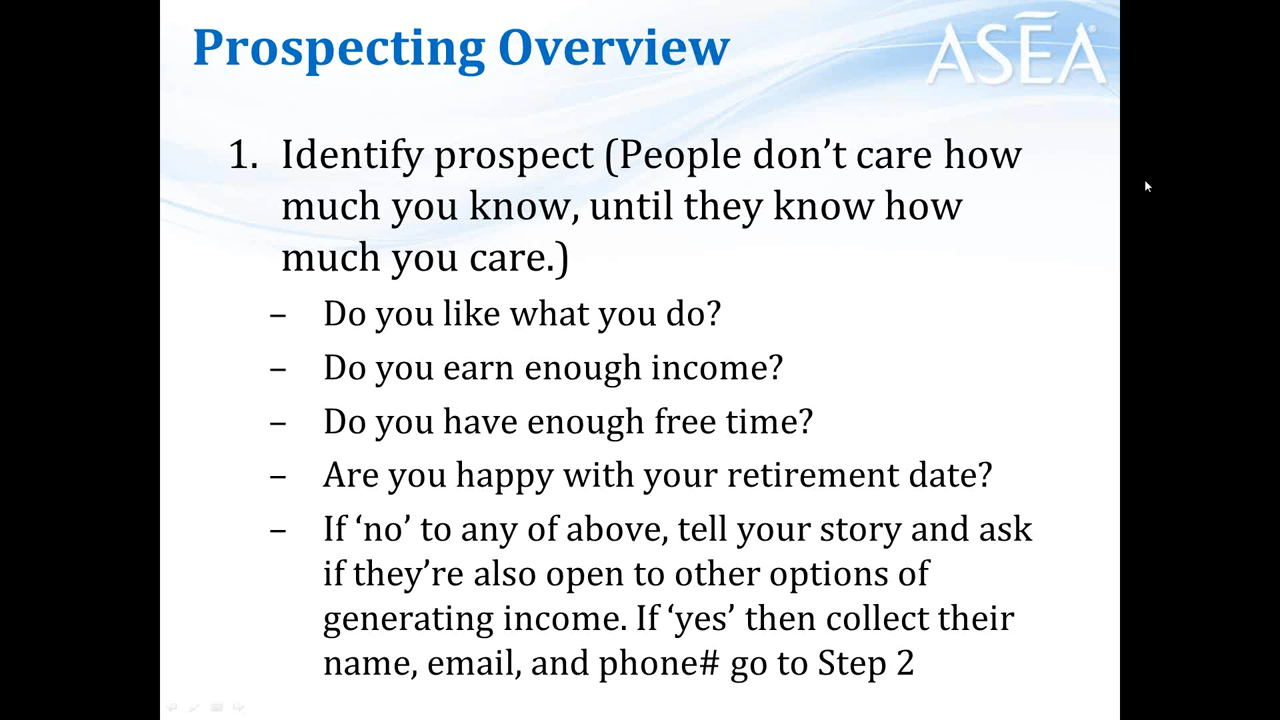 Prospecting Overview
ASĒA
1. Identify prospect (People don’t care how
much you know, until they know how
much you care.)
– Do you like what you do?
– Do you earn enough income?
– Do you have enough free time?
– Are you happy with your retirement date?
– If ‘no’ to any of above, tell your story and ask
if they’re also open to other options of
generating income. If ‘yes’ then collect their
name, email, and phone# go to Step 2